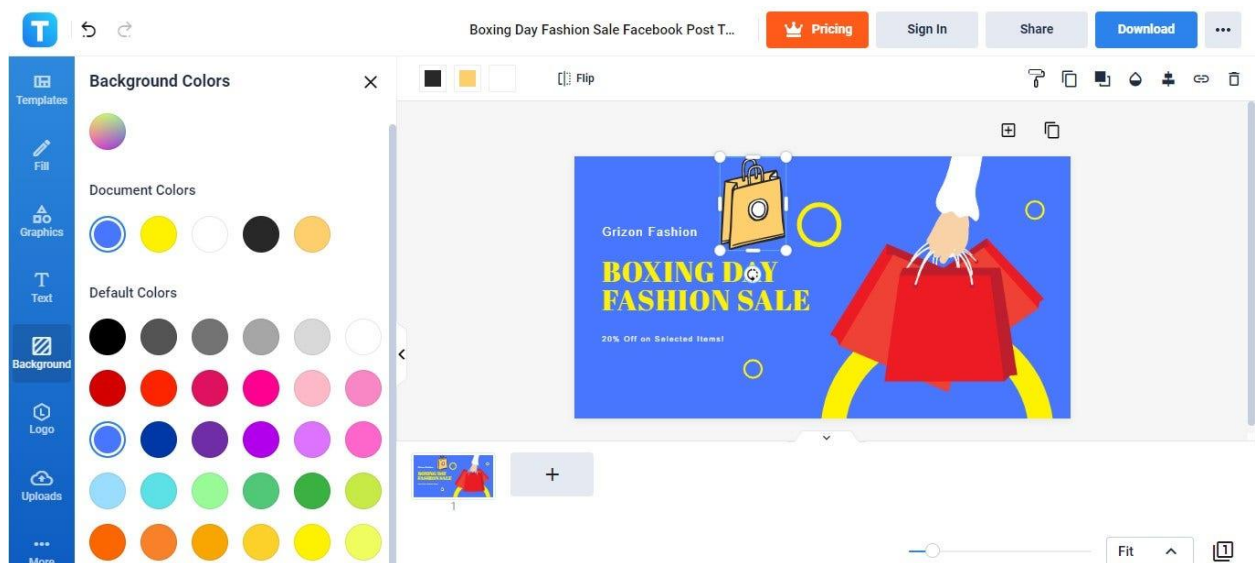 T
Boxing Day Fashion Sale Facebook Post T...
Pricing
Sign In
Share
Download
Templates
Fill
Graphics
Text
Background
Logo
Uploads
More
Background Colors
Document Colors
Default Colors
Flip
Grizon Fashion
BOXING DAY
FASHION SALE
20% Off on Selected Items!
1
Fit
1